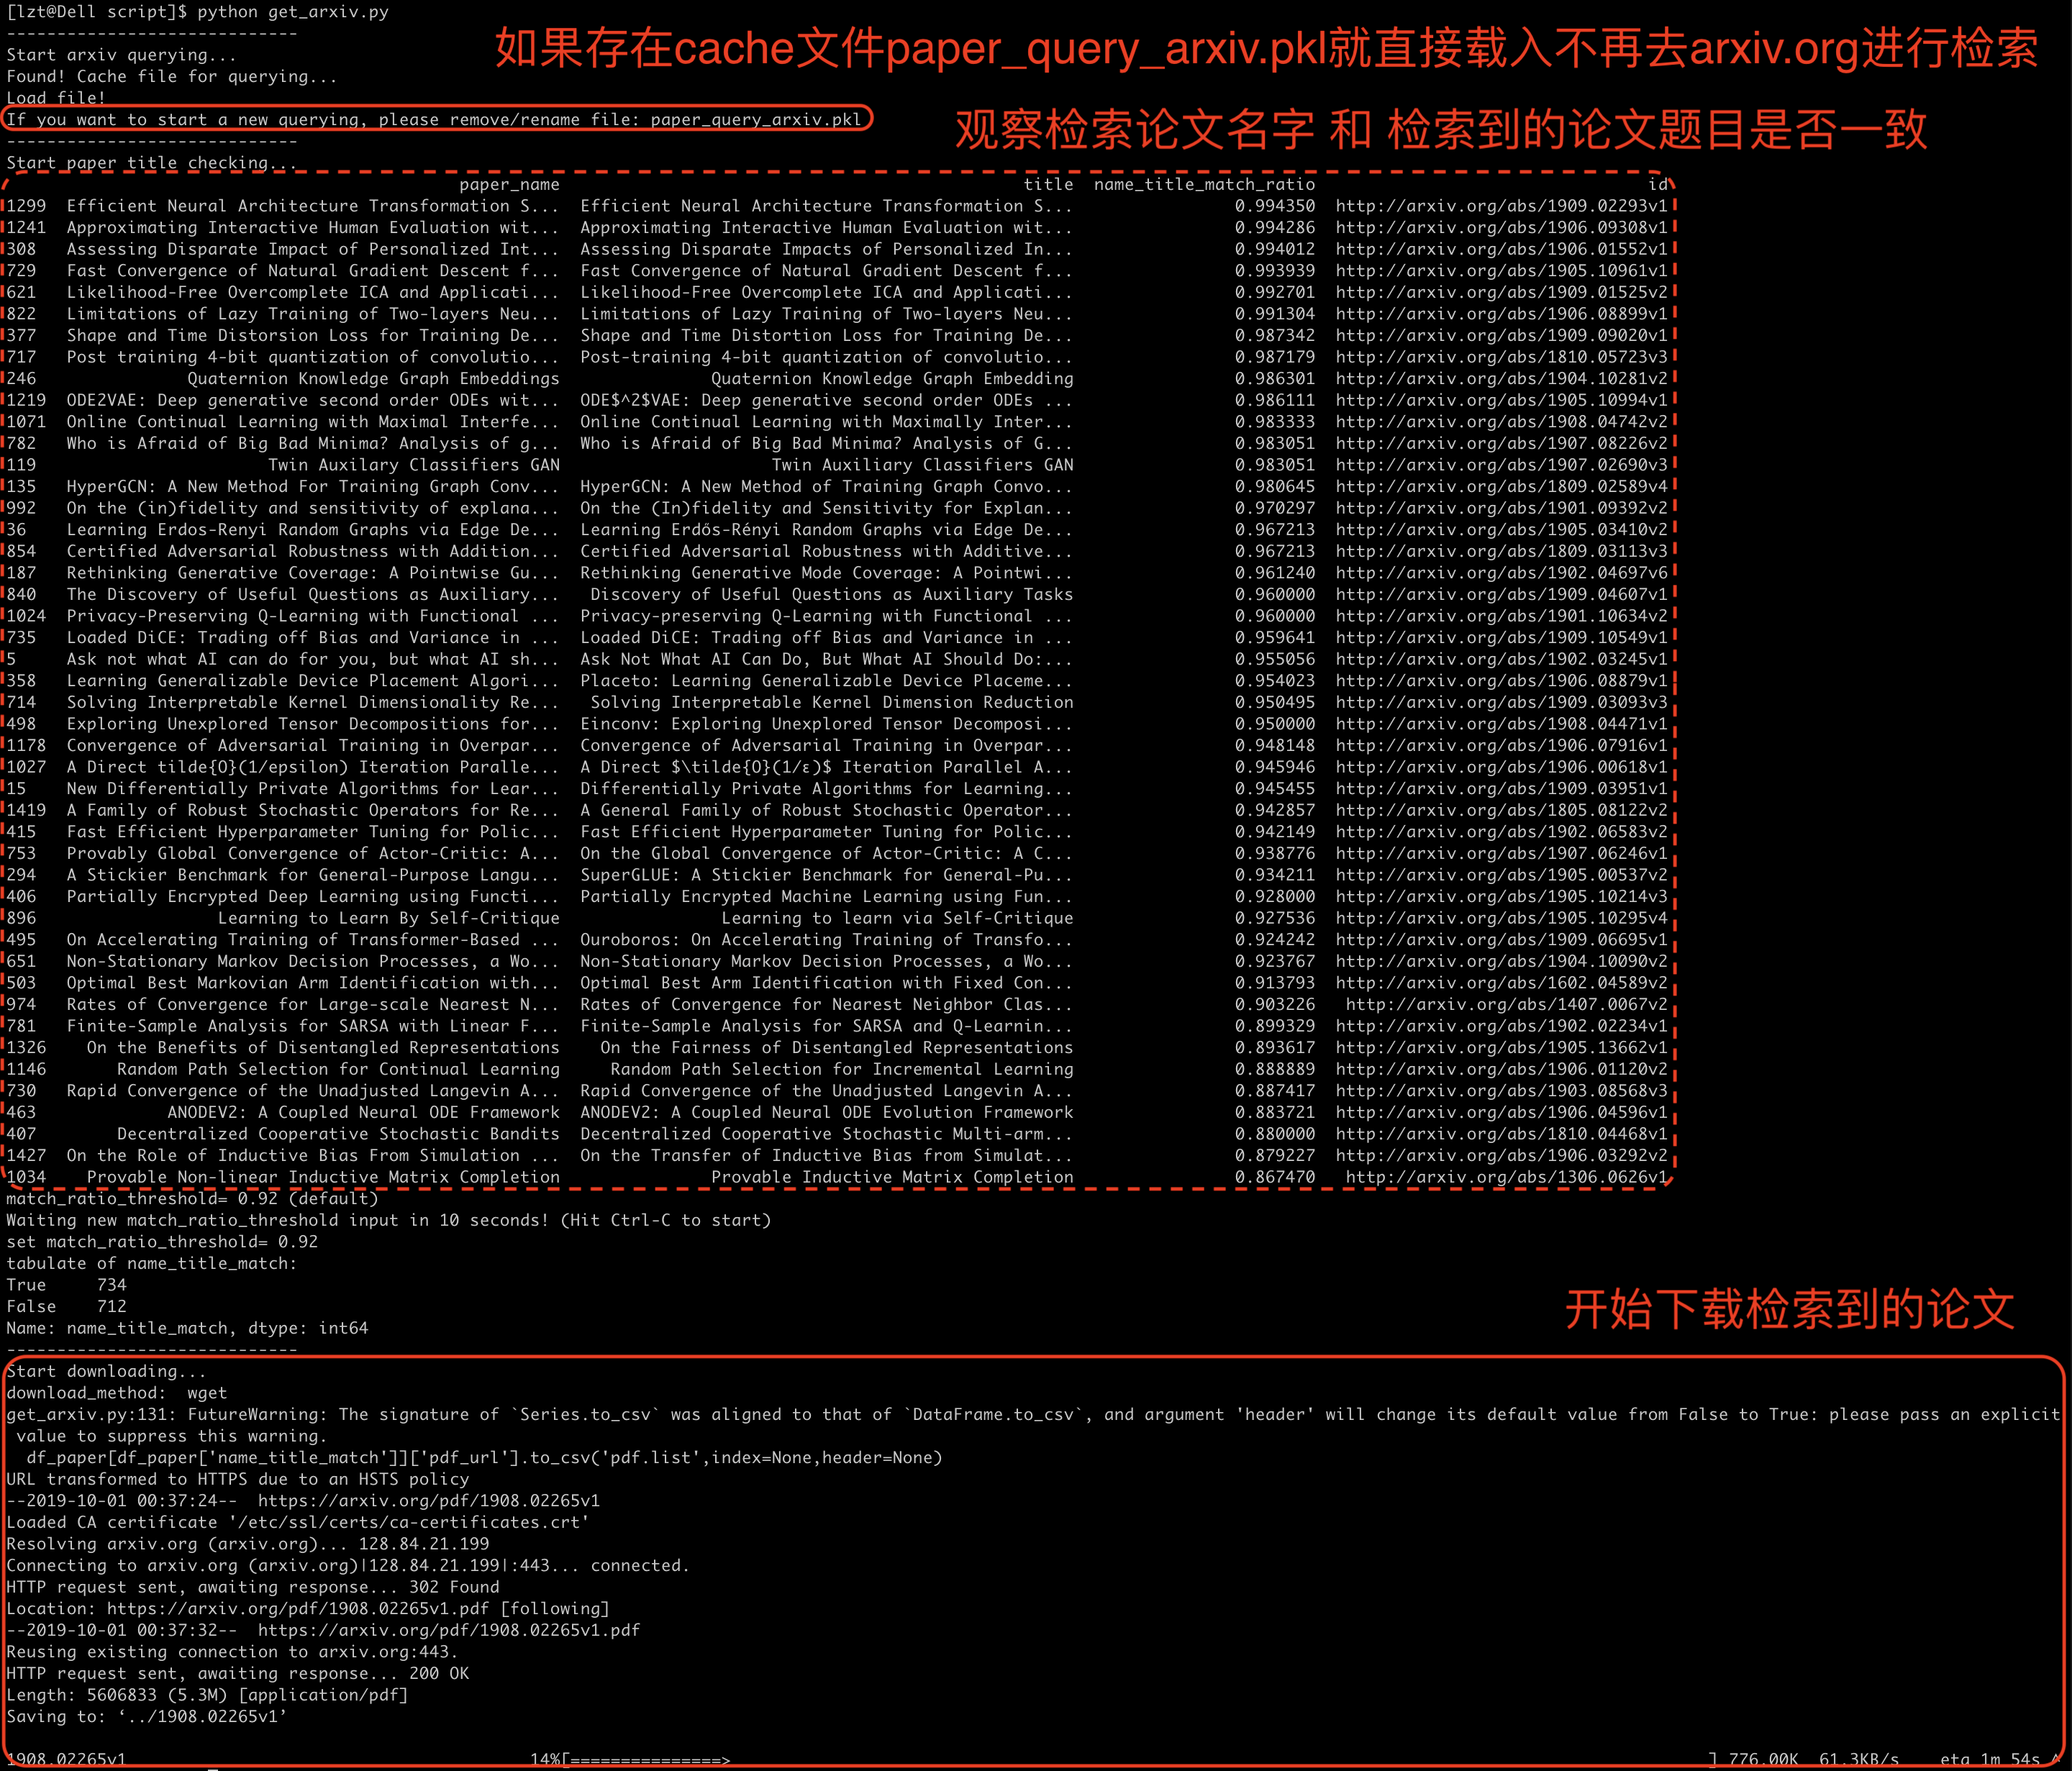 [lzt@Dell script]$ python get_arxiv.py
-----------------------------
Start arxiv querying...
如果存在cache文件paper_query_arxiv.pkl就直接载入不再去arxiv.org进行检索
Found! Cache file for querying...
Load file!
If you want to start a new querying, please remove/rename file: paper_query_arxiv.pkl
观察检索论文名字 和 检索到的论文题目是否一致
-----------------------------
Start paper title checking...
paper_name title name_title_match_ratio id
1299 Efficient Neural Architecture Transformation S... Efficient Neural Architecture Transformation S... 0.994350 http://arxiv.org/abs/1909.02293v1
1241 Approximating Interactive Human Evaluation wit... Approximating Interactive Human Evaluation wit... 0.994286 http://arxiv.org/abs/1906.09308v1
308 Assessing Disparate Impact of Personalized Int... Assessing Disparate Impacts of Personalized In... 0.994012 http://arxiv.org/abs/1906.01552v1
729 Fast Convergence of Natural Gradient Descent f... Fast Convergence of Natural Gradient Descent f... 0.993939 http://arxiv.org/abs/1905.10961v1
621 Likelihood-Free Overcomplete ICA and Applicati... Likelihood-Free Overcomplete ICA and Applicati... 0.992701 http://arxiv.org/abs/1909.01525v2
822 Limitations of Lazy Training of Two-layers Neu... Limitations of Lazy Training of Two-layers Neu... 0.991304 http://arxiv.org/abs/1906.08899v1
377 Shape and Time Distorsion Loss for Training De... Shape and Time Distortion Loss for Training De... 0.987342 http://arxiv.org/abs/1909.09020v1
717 Post training 4-bit quantization of convolutio... Post-training 4-bit quantization of convolutio... 0.987179 http://arxiv.org/abs/1810.05723v3
246 Quaternion Knowledge Graph Embeddings Quaternion Knowledge Graph Embedding 0.986301 http://arxiv.org/abs/1904.10281v2
1219 ODE2VAE: Deep generative second order ODEs wit... ODE$^2$VAE: Deep generative second order ODEs ... 0.986111 http://arxiv.org/abs/1905.10994v1
1071 Online Continual Learning with Maximal Interfe... Online Continual Learning with Maximally Inter... 0.983333 http://arxiv.org/abs/1908.04742v2
782 Who is Afraid of Big Bad Minima? Analysis of g... Who is Afraid of Big Bad Minima? Analysis of G... 0.983051 http://arxiv.org/abs/1907.08226v2
119 Twin Auxilary Classifiers GAN Twin Auxiliary Classifiers GAN 0.983051 http://arxiv.org/abs/1907.02690v3
135 HyperGCN: A New Method For Training Graph Conv... HyperGCN: A New Method of Training Graph Convo... 0.980645 http://arxiv.org/abs/1809.02589v4
992 On the (in)fidelity and sensitivity of explana... On the (In)fidelity and Sensitivity for Explan... 0.970297 http://arxiv.org/abs/1901.09392v2
36 Learning Erdos-Renyi Random Graphs via Edge De... Learning Erdős-Rényi Random Graphs via Edge De... 0.967213 http://arxiv.org/abs/1905.03410v2
854 Certified Adversarial Robustness with Addition... Certified Adversarial Robustness with Additive... 0.967213 http://arxiv.org/abs/1809.03113v3
187 Rethinking Generative Coverage: A Pointwise Gu... Rethinking Generative Mode Coverage: A Pointwi... 0.961240 http://arxiv.org/abs/1902.04697v6
840 The Discovery of Useful Questions as Auxiliary... Discovery of Useful Questions as Auxiliary Tasks 0.960000 http://arxiv.org/abs/1909.04607v1
1024 Privacy-Preserving Q-Learning with Functional ... Privacy-preserving Q-Learning with Functional ... 0.960000 http://arxiv.org/abs/1901.10634v2
735 Loaded DiCE: Trading off Bias and Variance in ... Loaded DiCE: Trading off Bias and Variance in ... 0.959641 http://arxiv.org/abs/1909.10549v1
5 Ask not what AI can do for you, but what AI sh... Ask Not What AI Can Do, But What AI Should Do:... 0.955056 http://arxiv.org/abs/1902.03245v1
358 Learning Generalizable Device Placement Algori... Placeto: Learning Generalizable Device Placeme... 0.954023 http://arxiv.org/abs/1906.08879v1
714 Solving Interpretable Kernel Dimensionality Re... Solving Interpretable Kernel Dimension Reduction 0.950495 http://arxiv.org/abs/1909.03093v3
498 Exploring Unexplored Tensor Decompositions for... Einconv: Exploring Unexplored Tensor Decomposi... 0.950000 http://arxiv.org/abs/1908.04471v1
1178 Convergence of Adversarial Training in Overpar... Convergence of Adversarial Training in Overpar... 0.948148 http://arxiv.org/abs/1906.07916v1
1027 A Direct tilde{O}(1/epsilon) Iteration Paralle... A Direct $\tilde{O}(1/ε)$ Iteration Parallel A... 0.945946 http://arxiv.org/abs/1906.00618v1
15 New Differentially Private Algorithms for Lear... Differentially Private Algorithms for Learning... 0.945455 http://arxiv.org/abs/1909.03951v1
1419 A Family of Robust Stochastic Operators for Re... A General Family of Robust Stochastic Operator... 0.942857 http://arxiv.org/abs/1805.08122v2
415 Fast Efficient Hyperparameter Tuning for Polic... Fast Efficient Hyperparameter Tuning for Polic... 0.942149 http://arxiv.org/abs/1902.06583v2
753 Provably Global Convergence of Actor-Critic: A... On the Global Convergence of Actor-Critic: A C... 0.938776 http://arxiv.org/abs/1907.06246v1
294 A Stickier Benchmark for General-Purpose Langu... SuperGLUE: A Stickier Benchmark for General-Pu... 0.934211 http://arxiv.org/abs/1905.00537v2
406 Partially Encrypted Deep Learning using Functi... Partially Encrypted Machine Learning using Fun... 0.928000 http://arxiv.org/abs/1905.10214v3
896 Learning to Learn By Self-Critique Learning to learn via Self-Critique 0.927536 http://arxiv.org/abs/1905.10295v4
495 On Accelerating Training of Transformer-Based ... Ouroboros: On Accelerating Training of Transfo... 0.924242 http://arxiv.org/abs/1909.06695v1
651 Non-Stationary Markov Decision Processes, a Wo... Non-Stationary Markov Decision Processes, a Wo... 0.923767 http://arxiv.org/abs/1904.10090v2
503 Optimal Best Markovian Arm Identification with... Optimal Best Arm Identification with Fixed Con... 0.913793 http://arxiv.org/abs/1602.04589v2
974 Rates of Convergence for Large-scale Nearest N... Rates of Convergence for Nearest Neighbor Clas... 0.903226 http://arxiv.org/abs/1407.0067v2
781 Finite-Sample Analysis for SARSA with Linear F... Finite-Sample Analysis for SARSA and Q-Learnin... 0.899329 http://arxiv.org/abs/1902.02234v1
1326 On the Benefits of Disentangled Representations On the Fairness of Disentangled Representations 0.893617 http://arxiv.org/abs/1905.13662v1
1146 Random Path Selection for Continual Learning Random Path Selection for Incremental Learning 0.888889 http://arxiv.org/abs/1906.01120v2
730 Rapid Convergence of the Unadjusted Langevin A... Rapid Convergence of the Unadjusted Langevin A... 0.887417 http://arxiv.org/abs/1903.08568v3
463 ANODEV2: A Coupled Neural ODE Framework ANODEV2: A Coupled Neural ODE Evolution Framework 0.883721 http://arxiv.org/abs/1906.04596v1
407 Decentralized Cooperative Stochastic Bandits Decentralized Cooperative Stochastic Multi-arm... 0.880000 http://arxiv.org/abs/1810.04468v1
1427 On the Role of Inductive Bias From Simulation ... On the Transfer of Inductive Bias from Simulat... 0.879227 http://arxiv.org/abs/1906.03292v2
1034 Provable Non-linear Inductive Matrix Completion Provable Inductive Matrix Completion 0.867470 http://arxiv.org/abs/1306.0626v1
match_ratio_threshold= 0.92 (default)
Waiting new match_ratio_threshold input in 10 seconds! (Hit Ctrl-C to start)
set match_ratio_threshold= 0.92
tabulate of name_title_match:
True 734
False 712
开始下载检索到的论文
Name: name_title_match, dtype: int64
-----------------------------
Start downloading...
download_method: wget
get_arxiv.py:131: FutureWarning: The signature of `Series.to_csv` was aligned to that of `DataFrame.to_csv`, and argument 'header' will change its default value from False to True: please pass an explicit
value to suppress this warning.
df_paper[df_paper['name_title_match']]['pdf_url'].to_csv('pdf.list',index=None,header=None)
URL transformed to HTTPS due to an HSTS policy
--2019-10-01 00:37:24-- https://arxiv.org/pdf/1908.02265v1
Loaded CA certificate '/etc/ssl/certs/ca-certificates.crt'
Resolving arxiv.org (arxiv.org)... 128.84.21.199
Connecting to arxiv.org (arxiv.org)|128.84.21.199|:443... connected.
HTTP request sent, awaiting response... 302 Found
Location: https://arxiv.org/pdf/1908.02265v1.pdf [following]
--2019-10-01 00:37:32-- https://arxiv.org/pdf/1908.02265v1.pdf
Reusing existing connection to arxiv.org:443.
HTTP request sent, awaiting response... 200 OK
Length: 5606833 (5.3M) [application/pdf]
Saving to: ‘../1908.02265v1’
1908.02265v1 14%[===============> ] 776.00K 61.3KB/s eta 1m 54s ^